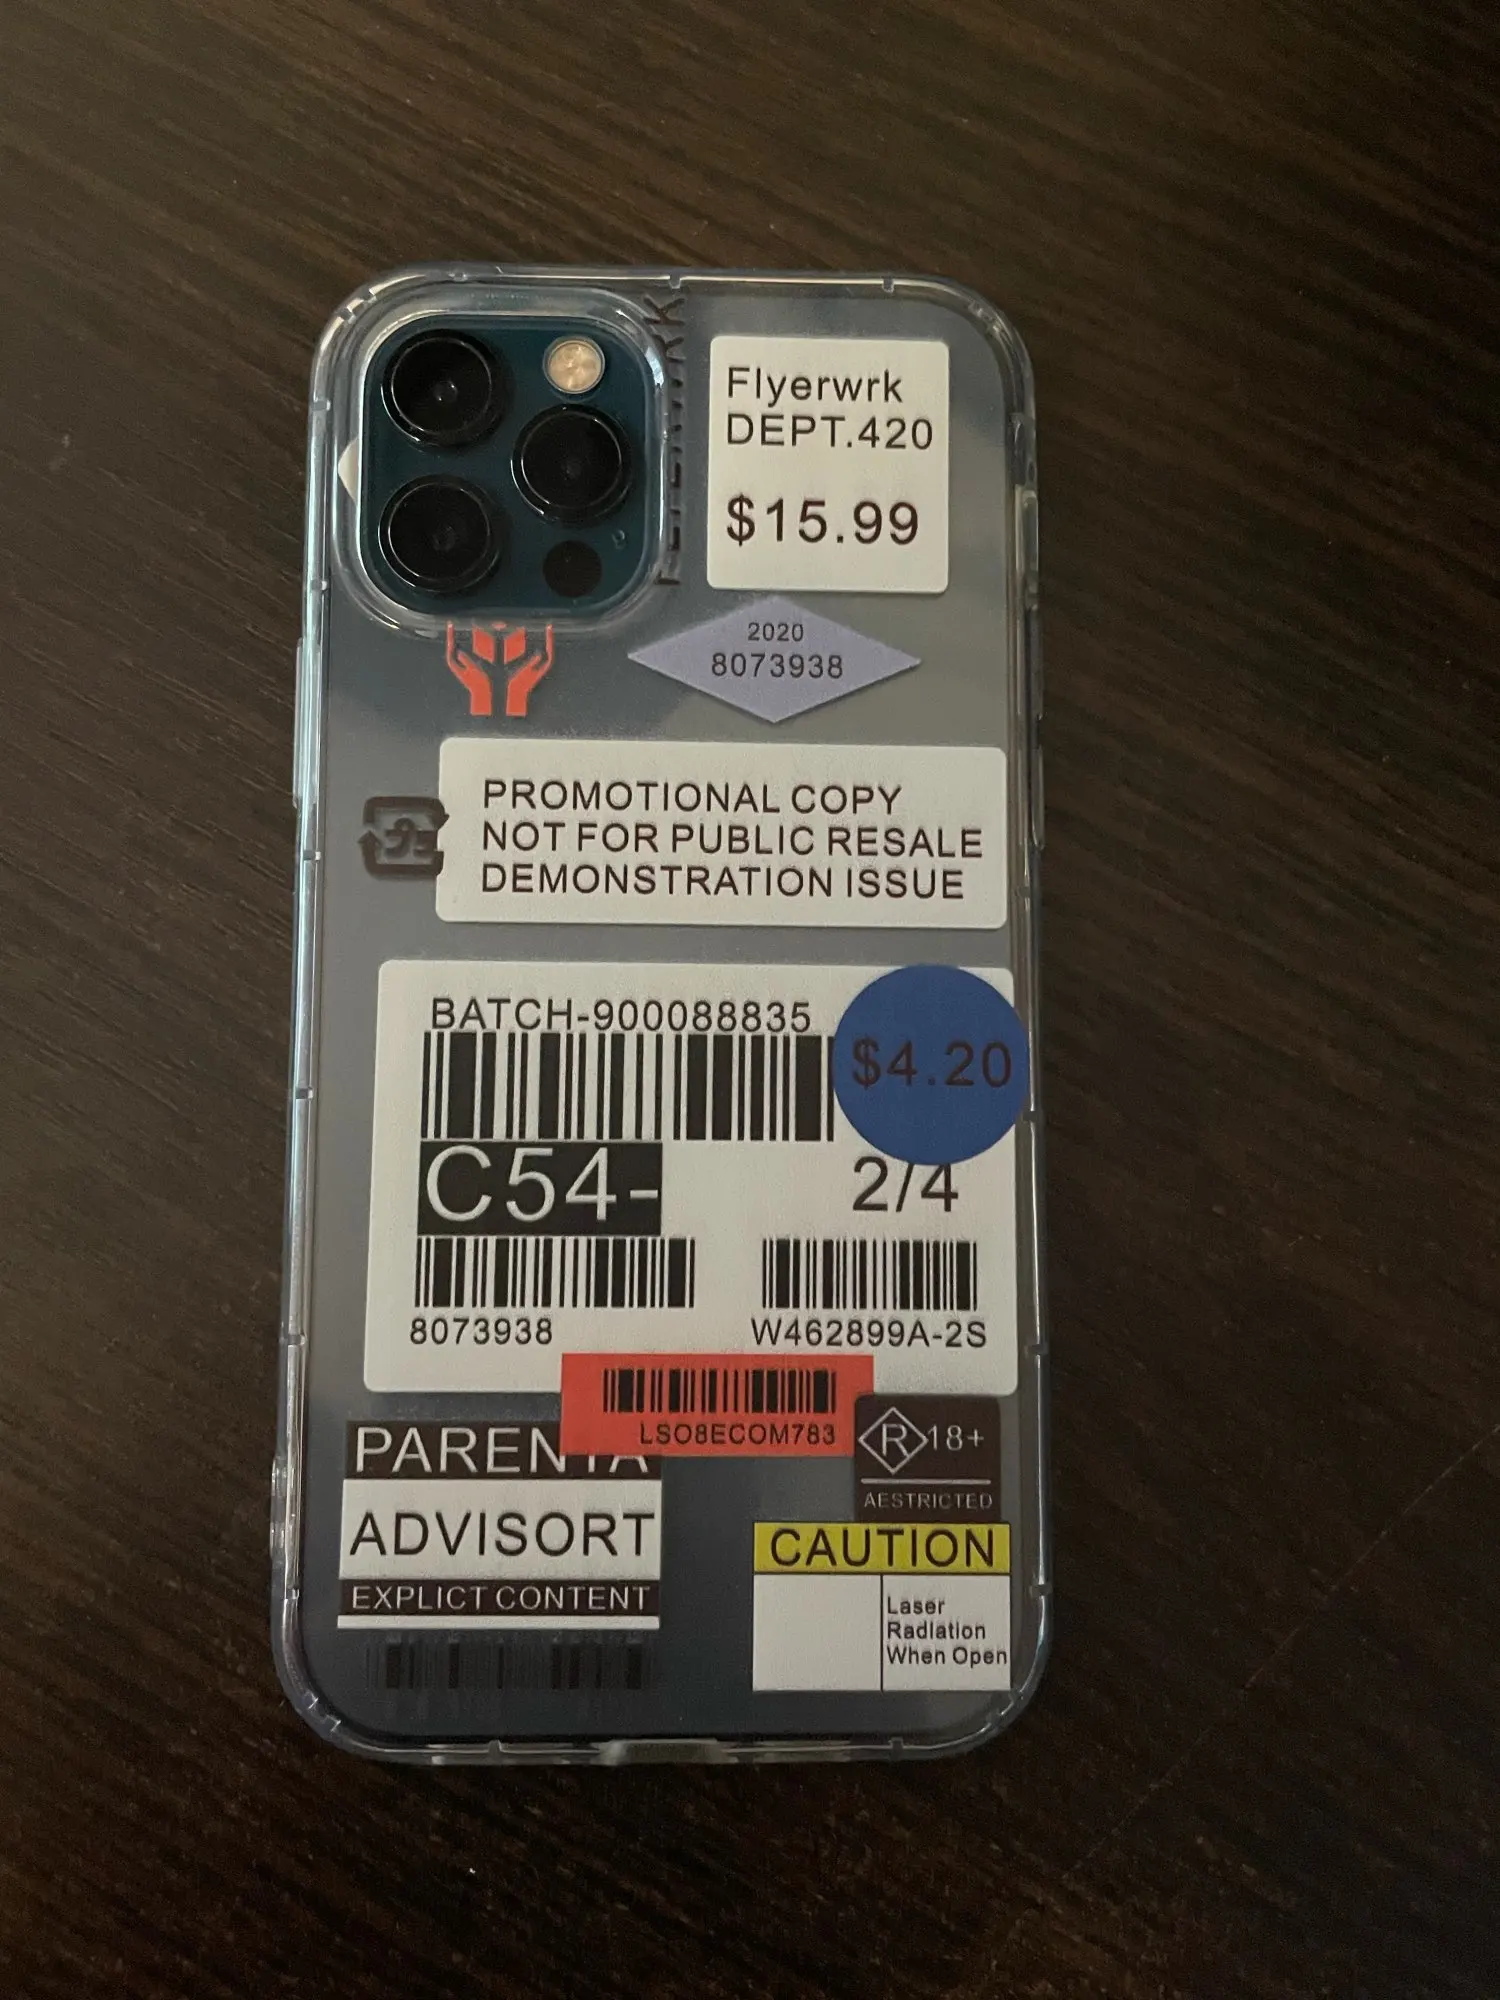 Flyerwrk
DEPT.420
$15.99
2020
8073938
PROMOTIONAL COPY
NOT FOR PUBLIC RESALE
DEMONSTRATION ISSUE
BATCH-900088835
$4.20
C54-
2/4
8073938
W462899A-2S
LSO8ECOM783
PARENTA
ADVISORT
EXPLICT CONTENT
R 18+
AESTRICTED
CAUTION
Laser
RadIation
When Open